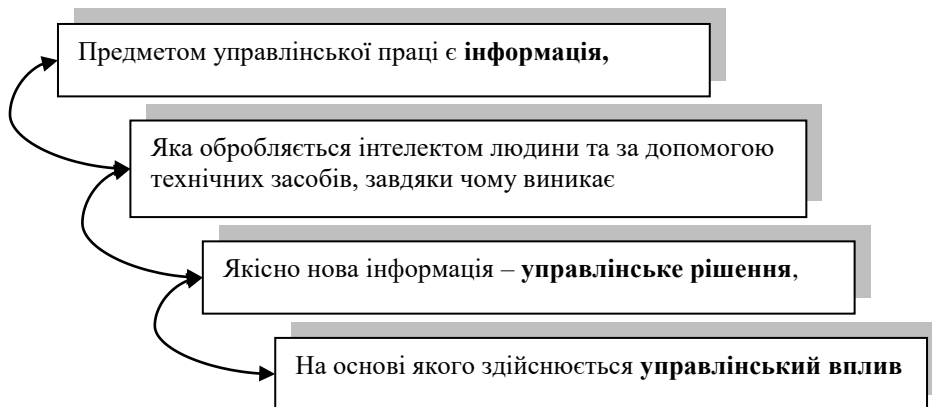 Предметом управлінської праці є інформація,
Яка обробляється інтелектом людини та за допомогою
технічних засобів, завдяки чому виникає
Якісно нова інформація – управлінське рішення,
На основі якого здійснюється управлінський вплив